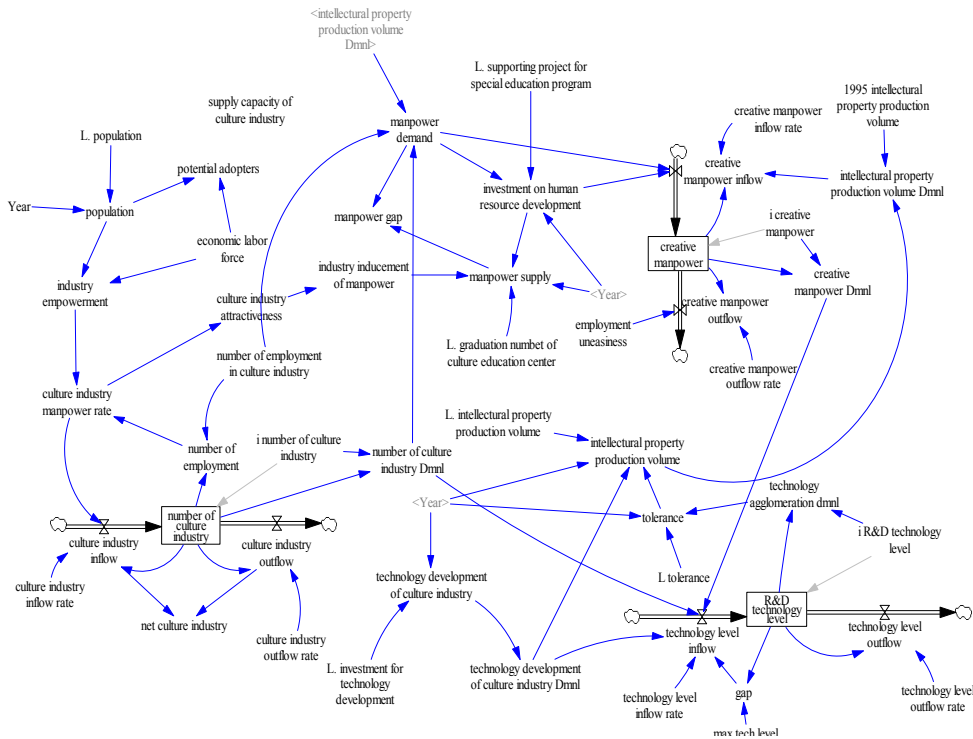 <intellectual property
production volume
Dmnl>
L. supporting project for
special education program
supply capacity of
culture industry
manpower
demand
creative manpower
inflow rate
1995 intellectual
property production
volume
L. population
potential adopters
creative
manpower inflow
intellectual property
production volume Dmnl
investment on human
resource development
Year
population
manpower gap
i creative
manpower
economic labor
force
creative
manpower
industry
empowerment
industry inducement
of manpower
manpower supply
creative
manpower Dmnl
culture industry
attractiveness
<Year>
creative manpower
outflow
employment
uneasiness
number of employment
in culture industry
L. graduation numbet of
culture education center
creative manpower
outflow rate
culture industry
manpower rate
L. intellectual property
production volume
i number of culture
industry
number of culture
industry Dmnl
intellectual property
production volume
number of
employment
technology
agglomeration dmnl
<Year>
tolerance
number of
culture
industry
i R&D technology
level
culture industry
inflow
culture industry
outflow
culture industry
inflow rate
technology development
of culture industry
L tolerance
R&D
technology
level
net culture industry
culture industry
outflow rate
technology level
inflow
technology level
outflow
L. investment for
technology
development
technology development
of culture industry Dmnl
technology level
inflow rate
gap
technology level
outflow rate
max tech level